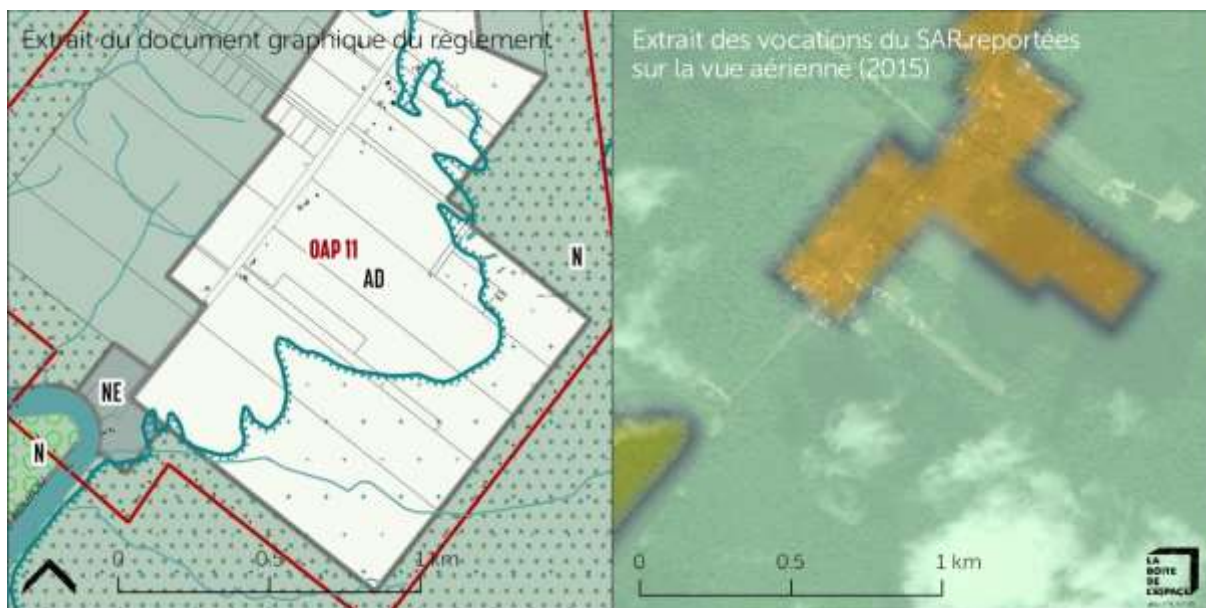 Extrait du document graphique du règlement
OAP 11
AD
N
NE
N
0 0.5 1 km
Extrait des vocations du SAR reportées
sur la vue aérienne (2015)
0 0.5 1 km
LA
BOITE
DE
L'ESPACE